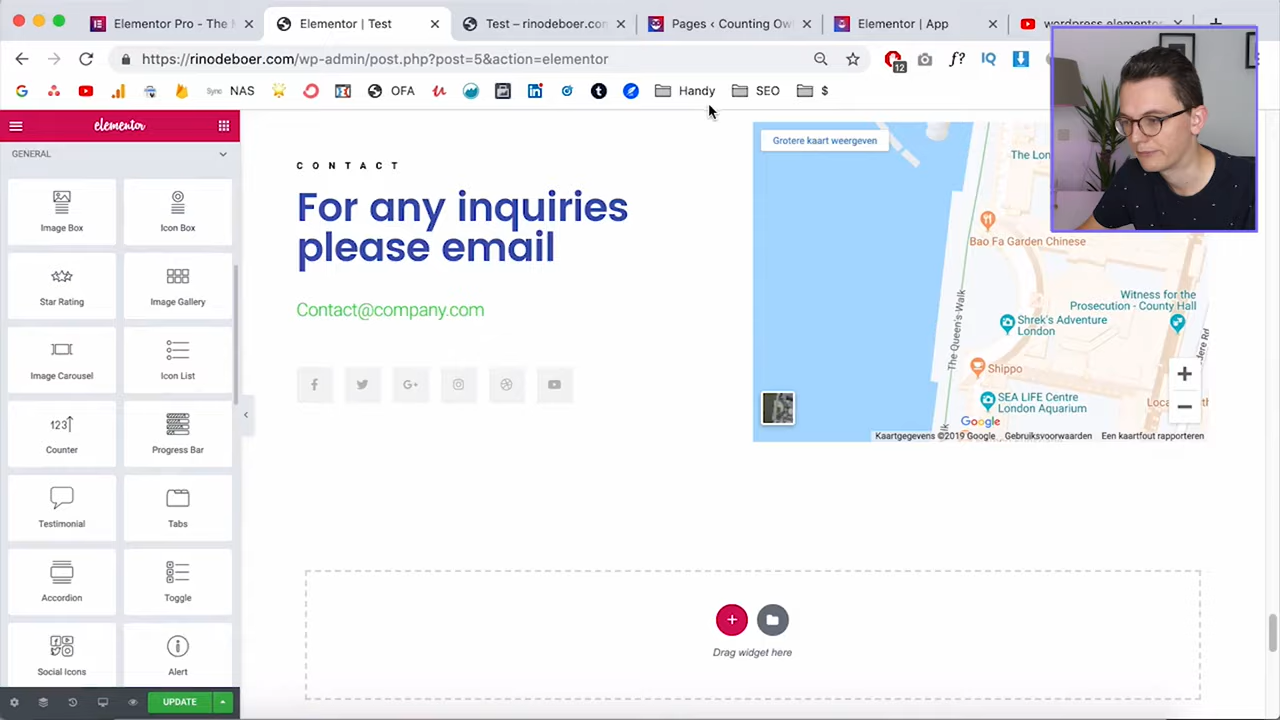 Elementor Pro - The
Elementor | Test
Test – rinodeboer.com
Pages ‹ Counting Ow
Elementor | App
wordpress elemento
https://rinodeboer.com/wp-admin/post.php?post=5&action=elementor
12
f?
IQ
G
Sync
NAS
OFA
Handy
SEO
$
elementor
GENERAL
Image Box
Icon Box
Star Rating
Image Gallery
Image Carousel
Icon List
123
Counter
Progress Bar
Testimonial
Tabs
Accordion
Toggle
Social Icons
Alert
UPDATE
CONTACT
For any inquiries
please email
Contact@company.com
Grotere kaart weergeven
The Lon
Bao Fa Garden Chinese
Witness for the
Prosecution - County Hall
The Queen's Walk
Shrek's Adventure
London
Shippo
SEA LIFE Centre
London Aquarium
Google
Kaartgegevens ©2019 Google
Gebruiksvoorwaarden
Een kaartfout rapporteren
Drag widget here